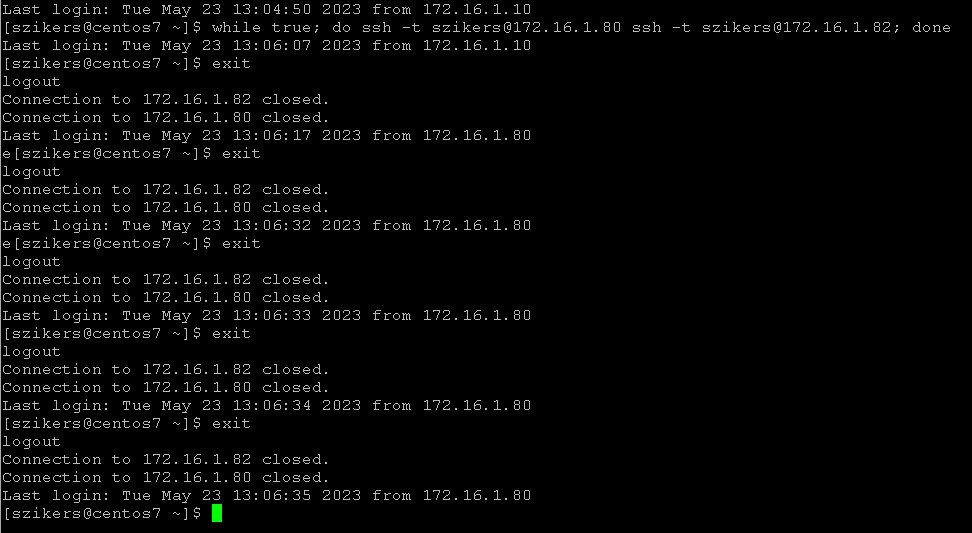 Last login: Tue May 23 13:04:50 2023 from 172.16.1.10
[szikers@centos7 ~]$ while true; do ssh -t szikers@172.16.1.80 ssh -t szikers@172.16.1.82; done
Last login: Tue May 23 13:06:07 2023 from 172.16.1.10
[szikers@centos7 ~]$ exit
logout
Connection to 172.16.1.82 closed.
Connection to 172.16.1.80 closed.
Last login: Tue May 23 13:06:17 2023 from 172.16.1.80
e[szikers@centos7 ~]$ exit
logout
Connection to 172.16.1.82 closed.
Connection to 172.16.1.80 closed.
Last login: Tue May 23 13:06:32 2023 from 172.16.1.80
e[szikers@centos7 ~]$ exit
logout
Connection to 172.16.1.82 closed.
Connection to 172.16.1.80 closed.
Last login: Tue May 23 13:06:33 2023 from 172.16.1.80
[szikers@centos7 ~]$ exit
logout
Connection to 172.16.1.82 closed.
Connection to 172.16.1.80 closed.
Last login: Tue May 23 13:06:34 2023 from 172.16.1.80
[szikers@centos7 ~]$ exit
logout
Connection to 172.16.1.82 closed.
Connection to 172.16.1.80 closed.
Last login: Tue May 23 13:06:35 2023 from 172.16.1.80
[szikers@centos7 ~]$